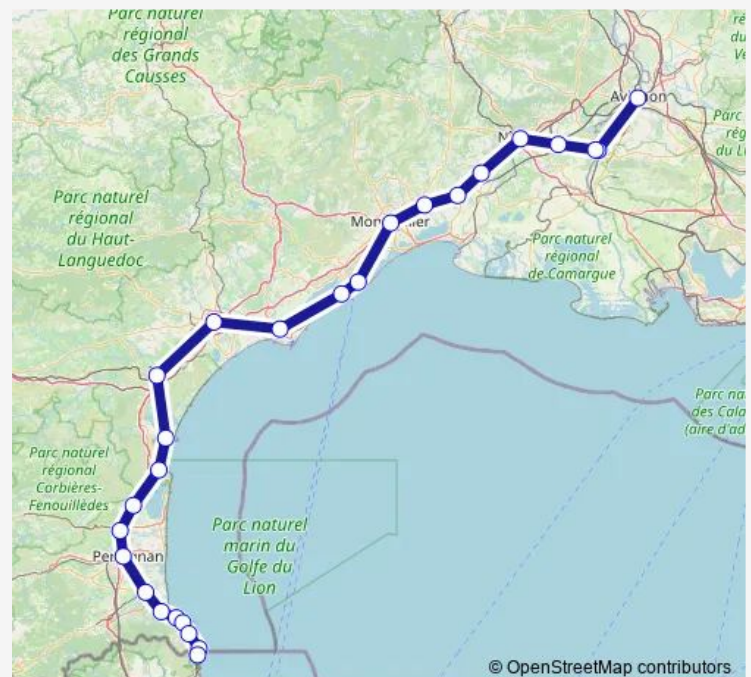 Parc naturel
régional
des Grands
Causses
Parc naturel
régional
du Haut-
Languedoc
Parc naturel
régional
de Camargue
Parc naturel
régional
Corbières-
Fenouillèdes
Parc naturel
marin du
Golfe du
Lion
© OpenStreetMap contributors